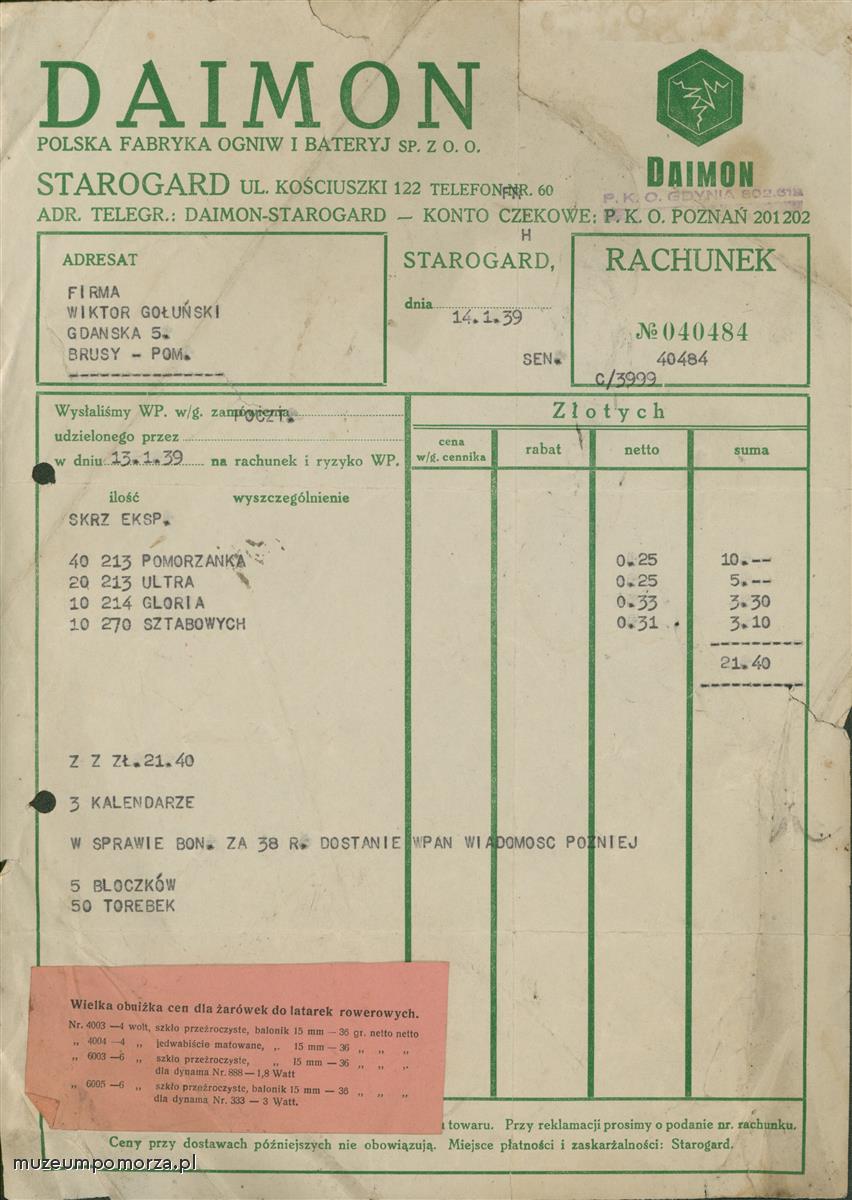 DAIMON
POLSKA FABRYKA OGNIW I BATERYJ SP. Z O. O.
STAROGARD UL. KOŚCIUSZKI 122 TELEFON NR. 60
ADR. TELEGR.: DAIMON-STAROGARD — KONTO CZEKOWE: P. K. O. POZNAŃ 201 202
DAIMON
P. K. O. GDYNIA
H
ADRESAT
FIRMA
WIKTOR GOŁUŃSKI
GDANSKA 5.
BRUSY - POM.
STAROGARD,
dnia 14.1.39
SEN.
RACHUNEK
№ 040484
40484
C/3999
Wysłaliśmy WP. w/g. zamówienia POCZT.
udzielonego przez
w dniu 13.1.39 na rachunek i ryzyko WP.
ilość wyszczególnienie
Złotych
cena w/g. cennika rabat netto suma
SKRZ EKSP.
40 213 POMORZANKA 0.25 10.--
20 213 ULTRA 0.25 5.--
10 214 GLORIA 0.33 3.30
10 270 SZTABOWYCH 0.31 3.10
21.40
Z Z ZŁ.21.40
3 KALENDARZE
W SPRAWIE BON. ZA 38 R. DOSTANIE WPAN WIADOMOSC POZNIEJ
5 BLOCZKÓW
50 TOREBEK
Wielka obniżka cen dla żarówek do latarek rowerowych.
Nr. 4003 —4 wolt, szkło przeźroczyste, balonik 15 mm — 36 gr. netto netto
„ 4004 —4 „ jedwabiście matowane, „ 15 mm — 36 „ „ „
„ 6003 —6 „ szkło przeźroczyste, „ 15 mm — 36 „ „ „
dla dynama Nr. 888 — 1,8 Watt
„ 6005 —6 „ szkło przeźroczyste, balonik 15 mm — 36 „ „ „
dla dynama Nr. 333 — 3 Watt.
towaru. Przy reklamacji prosimy o podanie nr. rachunku.
Ceny przy dostawach późniejszych nie obowiązują. Miejsce płatności i zaskarżalności: Starogard.
muzeumpomorza.pl